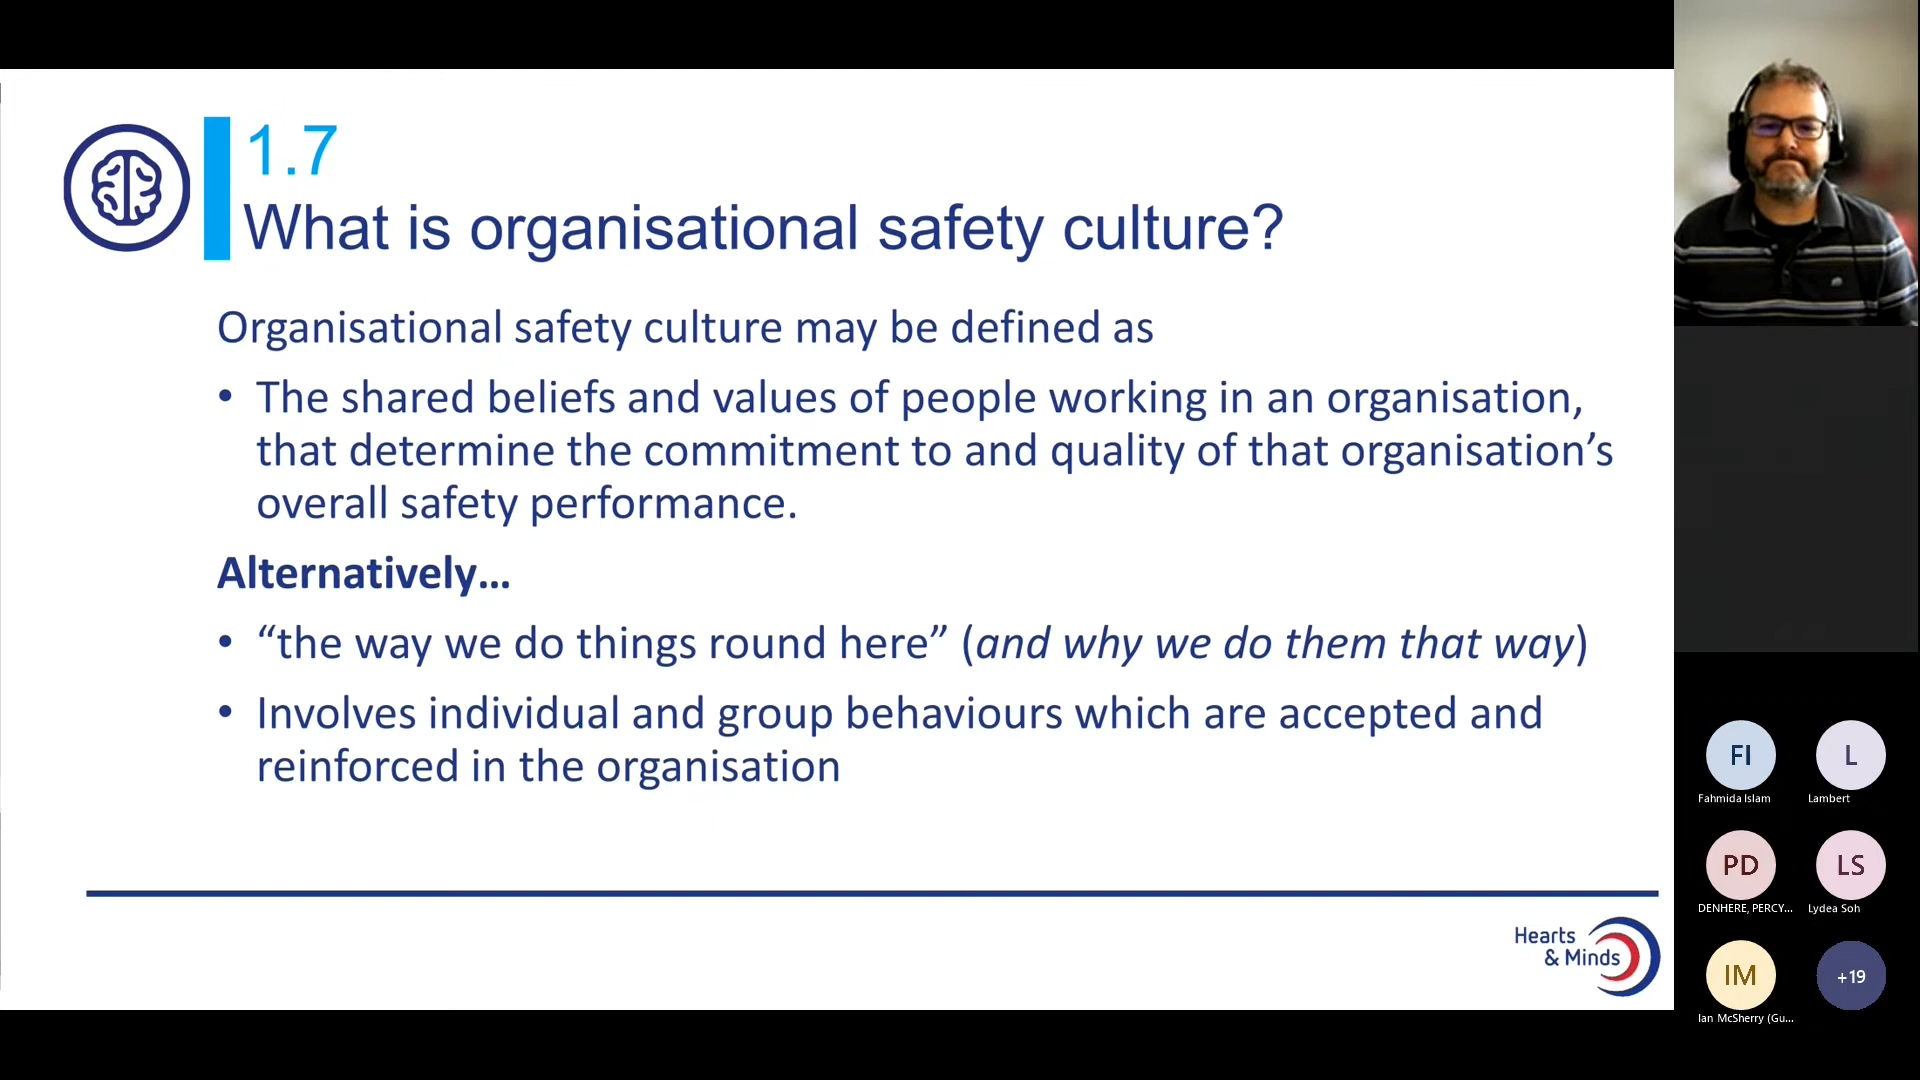 1.7
What is organisational safety culture?
Organisational safety culture may be defined as
• The shared beliefs and values of people working in an organisation,
that determine the commitment to and quality of that organisation’s
overall safety performance.
Alternatively...
• “the way we do things round here” (and why we do them that way)
• Involves individual and group behaviours which are accepted and
reinforced in the organisation
Hearts
& Minds
FI
L
Fahmida Islam
Lambert
PD
LS
DENHERE, PERCY...
Lydea Soh
IM
+19
Ian McSherry (Gu...